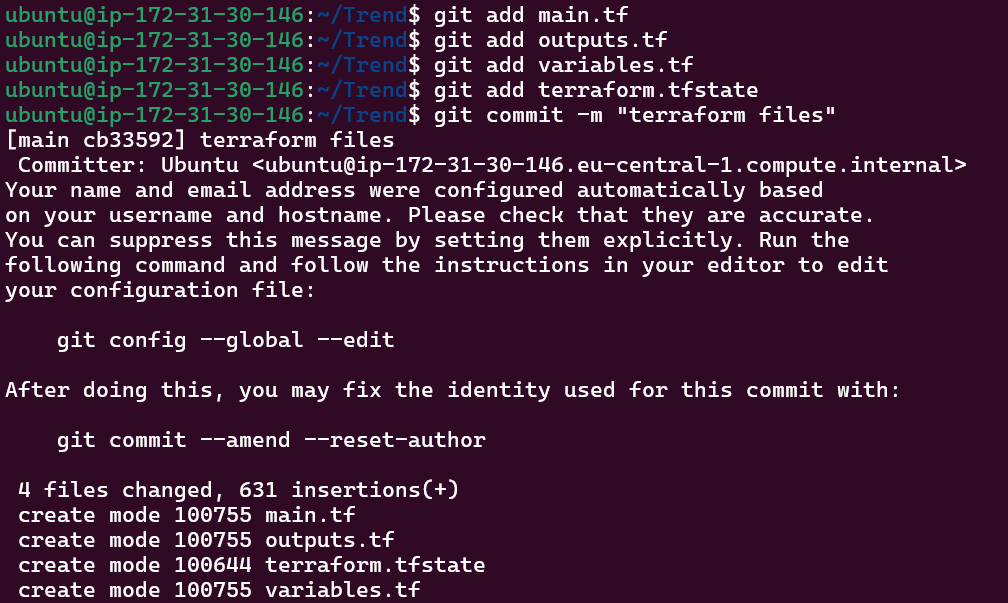 ubuntu@ip-172-31-30-146:~/Trend$ git add main.tf
ubuntu@ip-172-31-30-146:~/Trend$ git add outputs.tf
ubuntu@ip-172-31-30-146:~/Trend$ git add variables.tf
ubuntu@ip-172-31-30-146:~/Trend$ git add terraform.tfstate
ubuntu@ip-172-31-30-146:~/Trend$ git commit -m "terraform files"
[main cb33592] terraform files
 Committer: Ubuntu <ubuntu@ip-172-31-30-146.eu-central-1.compute.internal>
Your name and email address were configured automatically based
on your username and hostname. Please check that they are accurate.
You can suppress this message by setting them explicitly. Run the
following command and follow the instructions in your editor to edit
your configuration file:

    git config --global --edit

After doing this, you may fix the identity used for this commit with:

    git commit --amend --reset-author

 4 files changed, 631 insertions(+)
 create mode 100755 main.tf
 create mode 100755 outputs.tf
 create mode 100644 terraform.tfstate
 create mode 100755 variables.tf